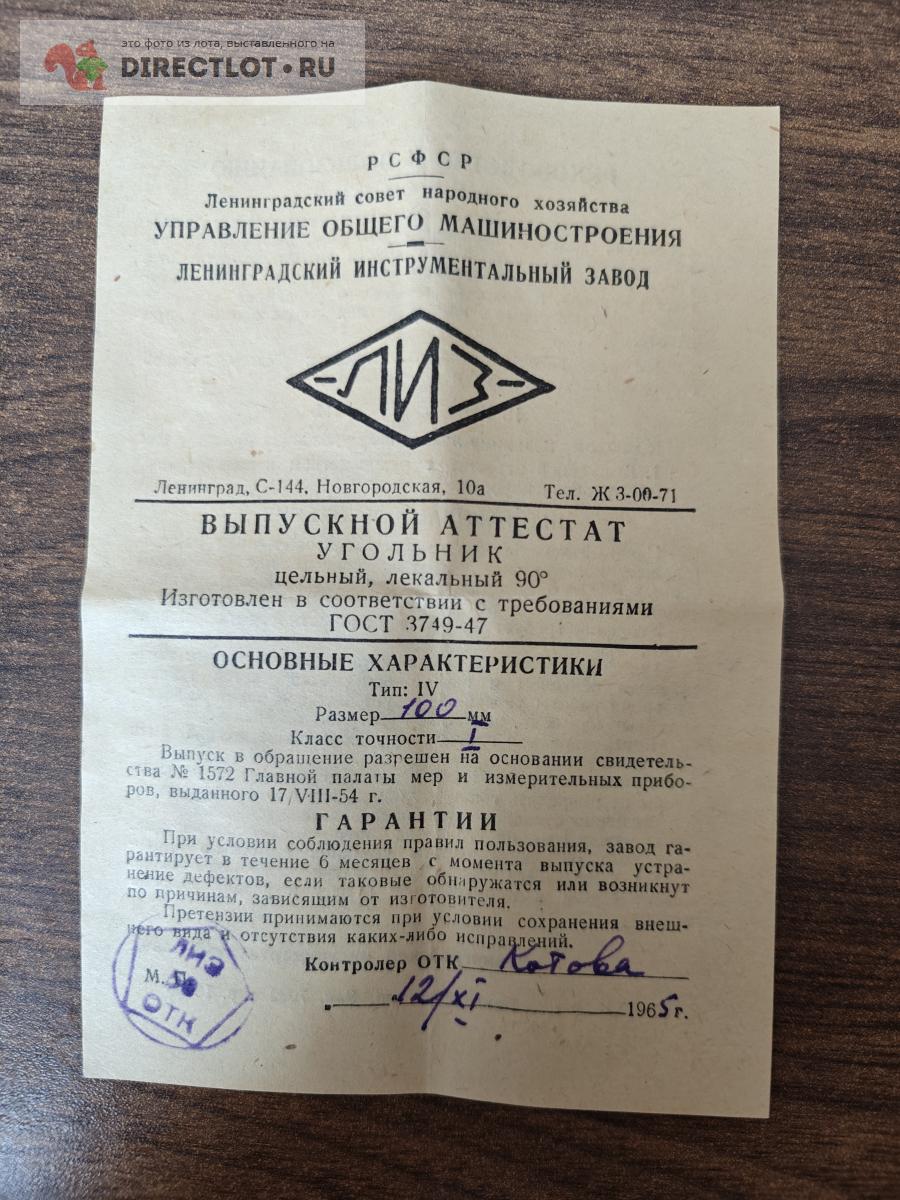 это фото из лота, выставленного на
DIRECTLOT.RU
РСФСР
Ленинградский совет народного хозяйства
УПРАВЛЕНИЕ ОБЩЕГО МАШИНОСТРОЕНИЯ
ЛЕНИНГРАДСКИЙ ИНСТРУМЕНТАЛЬНЫЙ ЗАВОД
-ЛИЗ-
Ленинград, С-144, Новгородская, 10а Тел. Ж 3-00-71
ВЫПУСКНОЙ АТТЕСТАТ
УГОЛЬНИК
цельный, лекальный 90°
Изготовлен в соответствии с требованиями
ГОСТ 3749-47
ОСНОВНЫЕ ХАРАКТЕРИСТИКИ
Тип: IV
Размер 100 мм
Класс точности I
Выпуск в обращение разрешен на основании свидетель-
ства № 1572 Главной палаты мер и измерительных прибо-
ров, выданного 17/VIII-54 г.
ГАРАНТИИ
При условии соблюдения правил пользования, завод га-
рантирует в течение 6 месяцев с момента выпуска устра-
нение дефектов, если таковые обнаружатся или возникнут
по причинам, зависящим от изготовителя.
Претензии принимаются при условии сохранения внеш-
него вида и отсутствия каких-либо исправлений.
Контролер ОТК Котова
М. П.
ЛИЗ
ОТК
12/XI 1965 г.